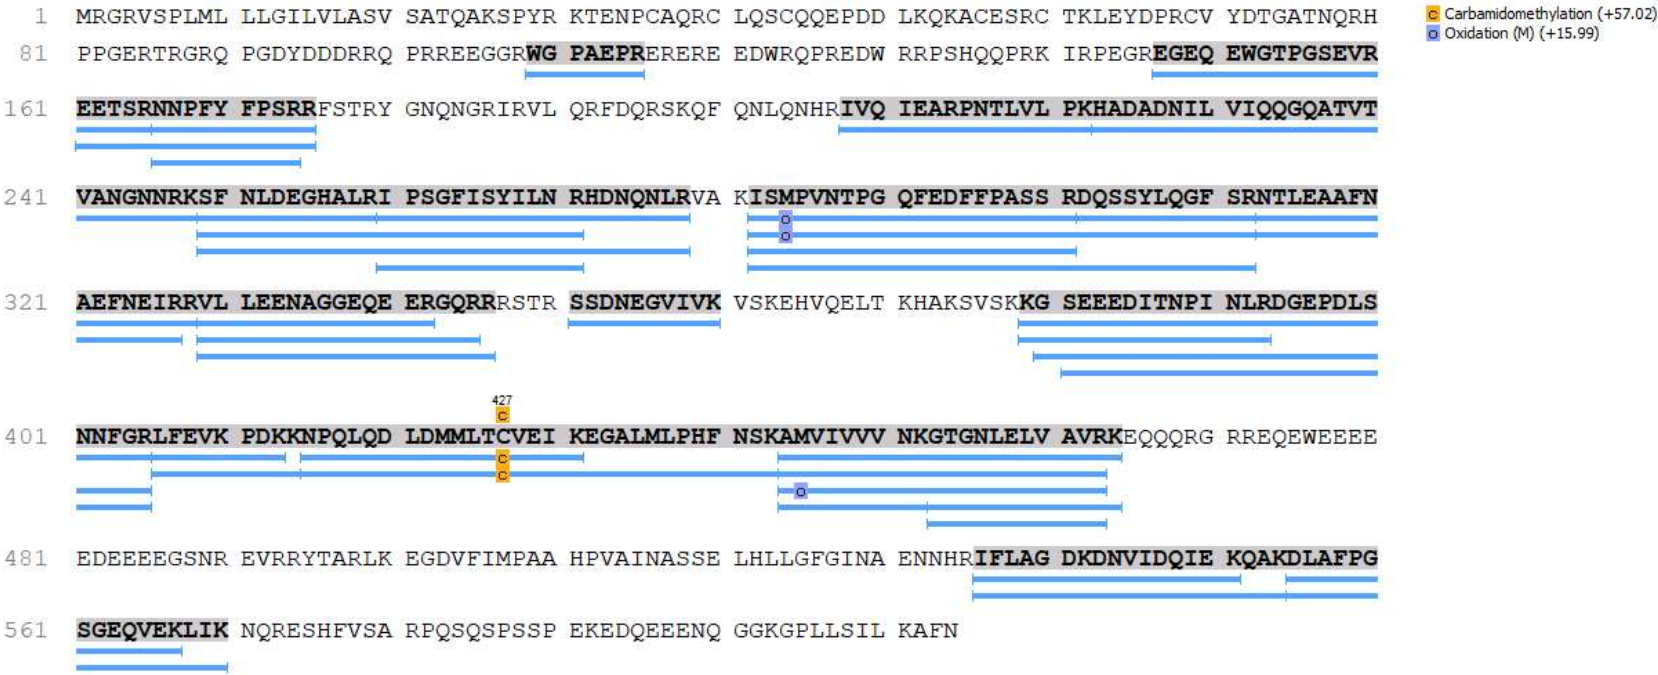 1 MRGRVSPLML LLGILVLASV SATQAKSPYR KTENPCAQRC LQSCQQEPDD LKQKACESRC TKLEYDPRCV YDTGATNQRH
c Carbamidomethylation (+57.02)
o Oxidation (M) (+15.99)
81 PPGERTRGRQ PGDYDDDRRQ PRREEGGRWG PAEPRERERE EDWRQPREDW RRPSHQQPRK IRPEGREGEQ EWGTPGSEVR
161 EETSRNNPFY FPSRRFSTRY GNQNGRIRVL QRFDQRSKQF QNLQNHRIVQ IEARPNTLVL PKHADADNIL VIQQGQATVT
241 VANGNNRKSF NLDEGHALRI PSGFISYILN RHDNQNLRVA KISMPVNTPG QFEDFFPASS RDQSSYLQGF SRNTLEAAFN
o
o
321 AEFNEIRRVL LEENAGGEQE ERGQRRRSTR SSDNEGVIVK VSKEHVQELT KHAKSVSKKG SEEEDITNPI NLRDGEPDLS
427
c
401 NNFGRLFEVK PDKKNPQLQD LDMMLTCVEI KEGALMLPHF NSKAMVIVVV NKGTGNLELV AVRKEQQQRG RREQEWEEEE
c
c
o
481 EDEEEEGSNR EVRRYTARLK EGDVFIMPAA HPVAINASSE LHLLGFGINA ENNHRIFLAG DKDNVIDQIE KQAKDLAFPG
561 SGEQVEKLIK NQRESHFVSA RPQSQSPSSP EKEDQEEENQ GGKGPLLSIL KAFN